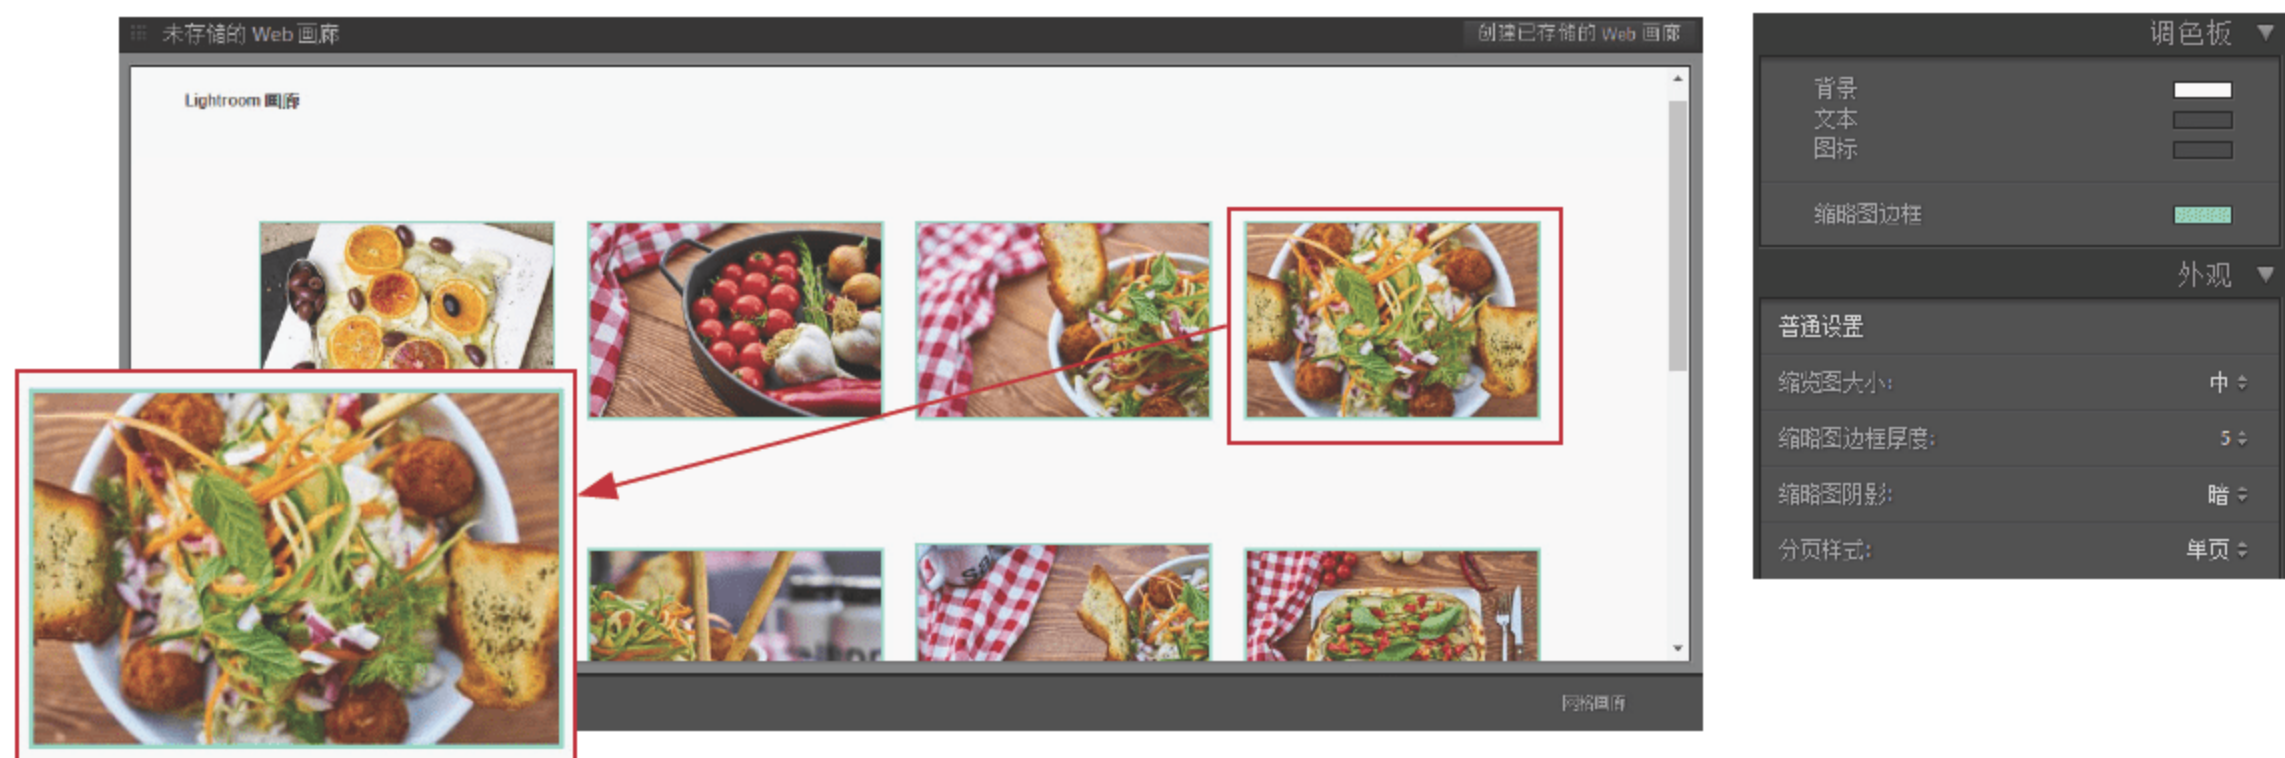 未存储的 Web 画廊
创建已存储的 Web 画廊
Lightroom 画廊
网格画廊
调色板
背景
文本
图标
缩略图边框
外观
普通设置
缩览图大小: 中
缩略图边框厚度: 5
缩略图阴影: 暗
分页样式: 单页